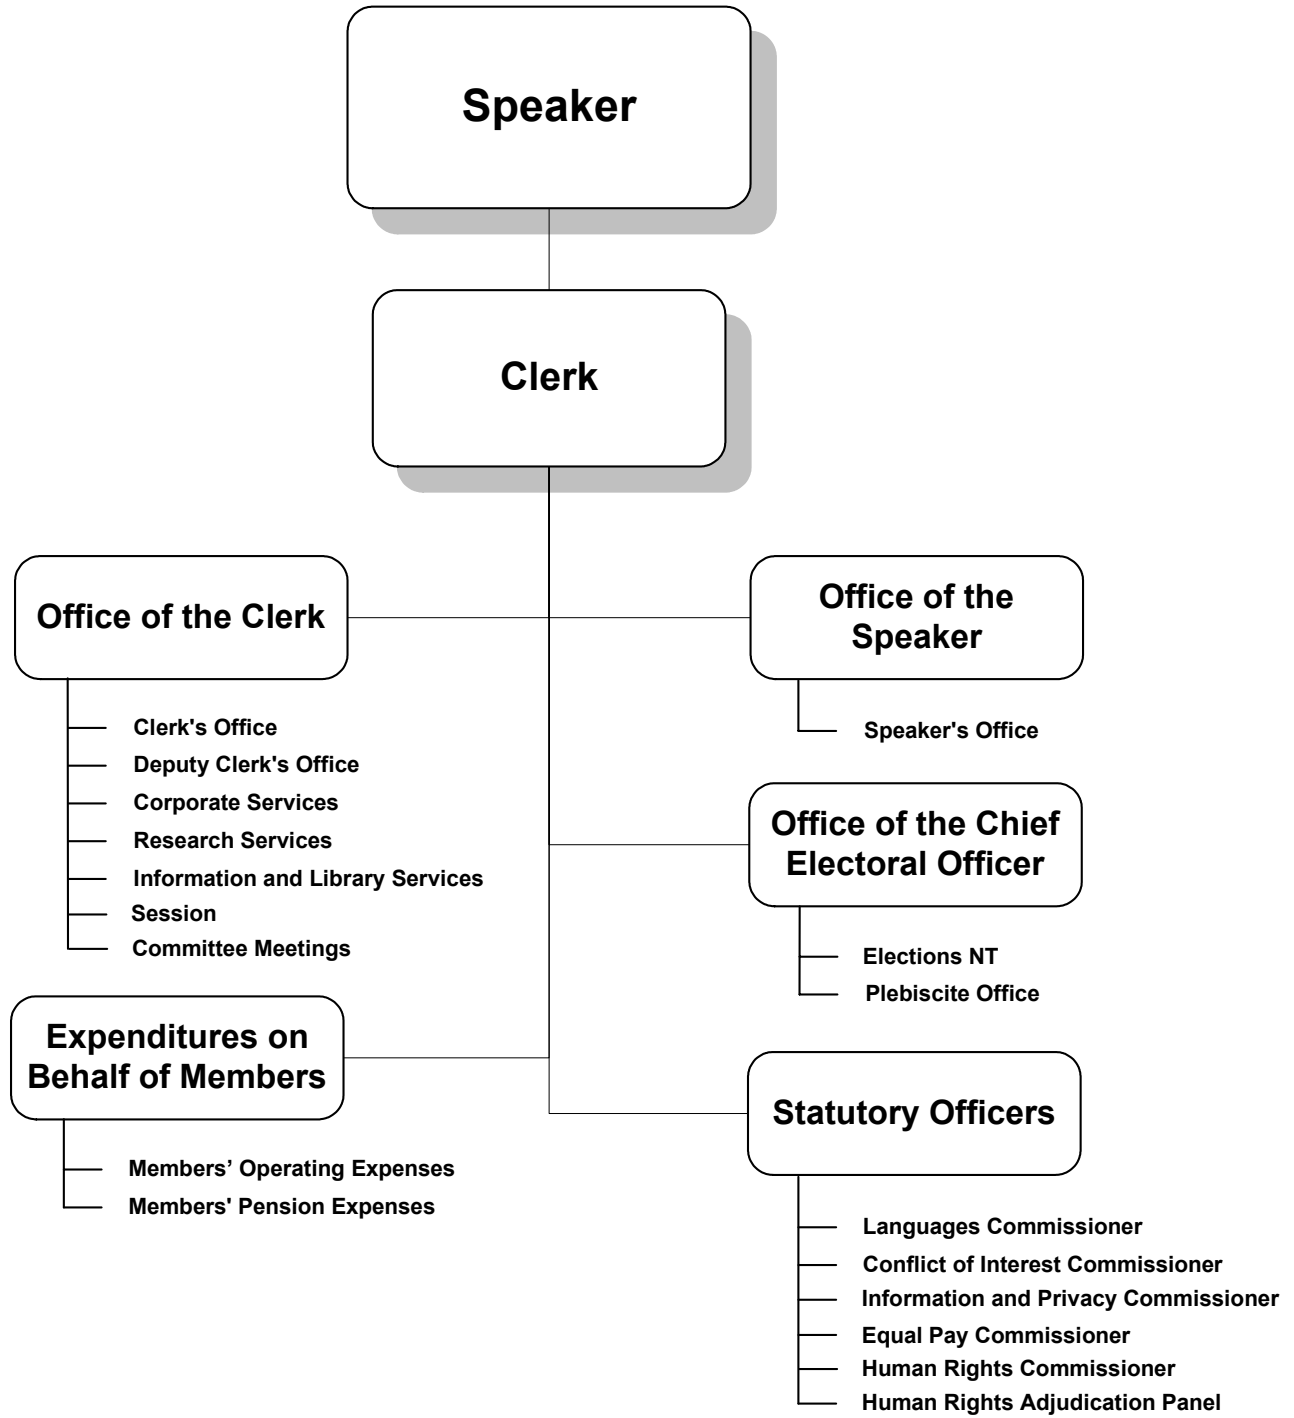 Speaker
Clerk
Office of the Clerk
Clerk's Office
Deputy Clerk's Office
Corporate Services
Research Services
Information and Library Services
Session
Committee Meetings
Expenditures on
Behalf of Members
Members’ Operating Expenses
Members' Pension Expenses
Office of the
Speaker
Speaker's Office
Office of the Chief
Electoral Officer
Elections NT
Plebiscite Office
Statutory Officers
Languages Commissioner
Conflict of Interest Commissioner
Information and Privacy Commissioner
Equal Pay Commissioner
Human Rights Commissioner
Human Rights Adjudication Panel